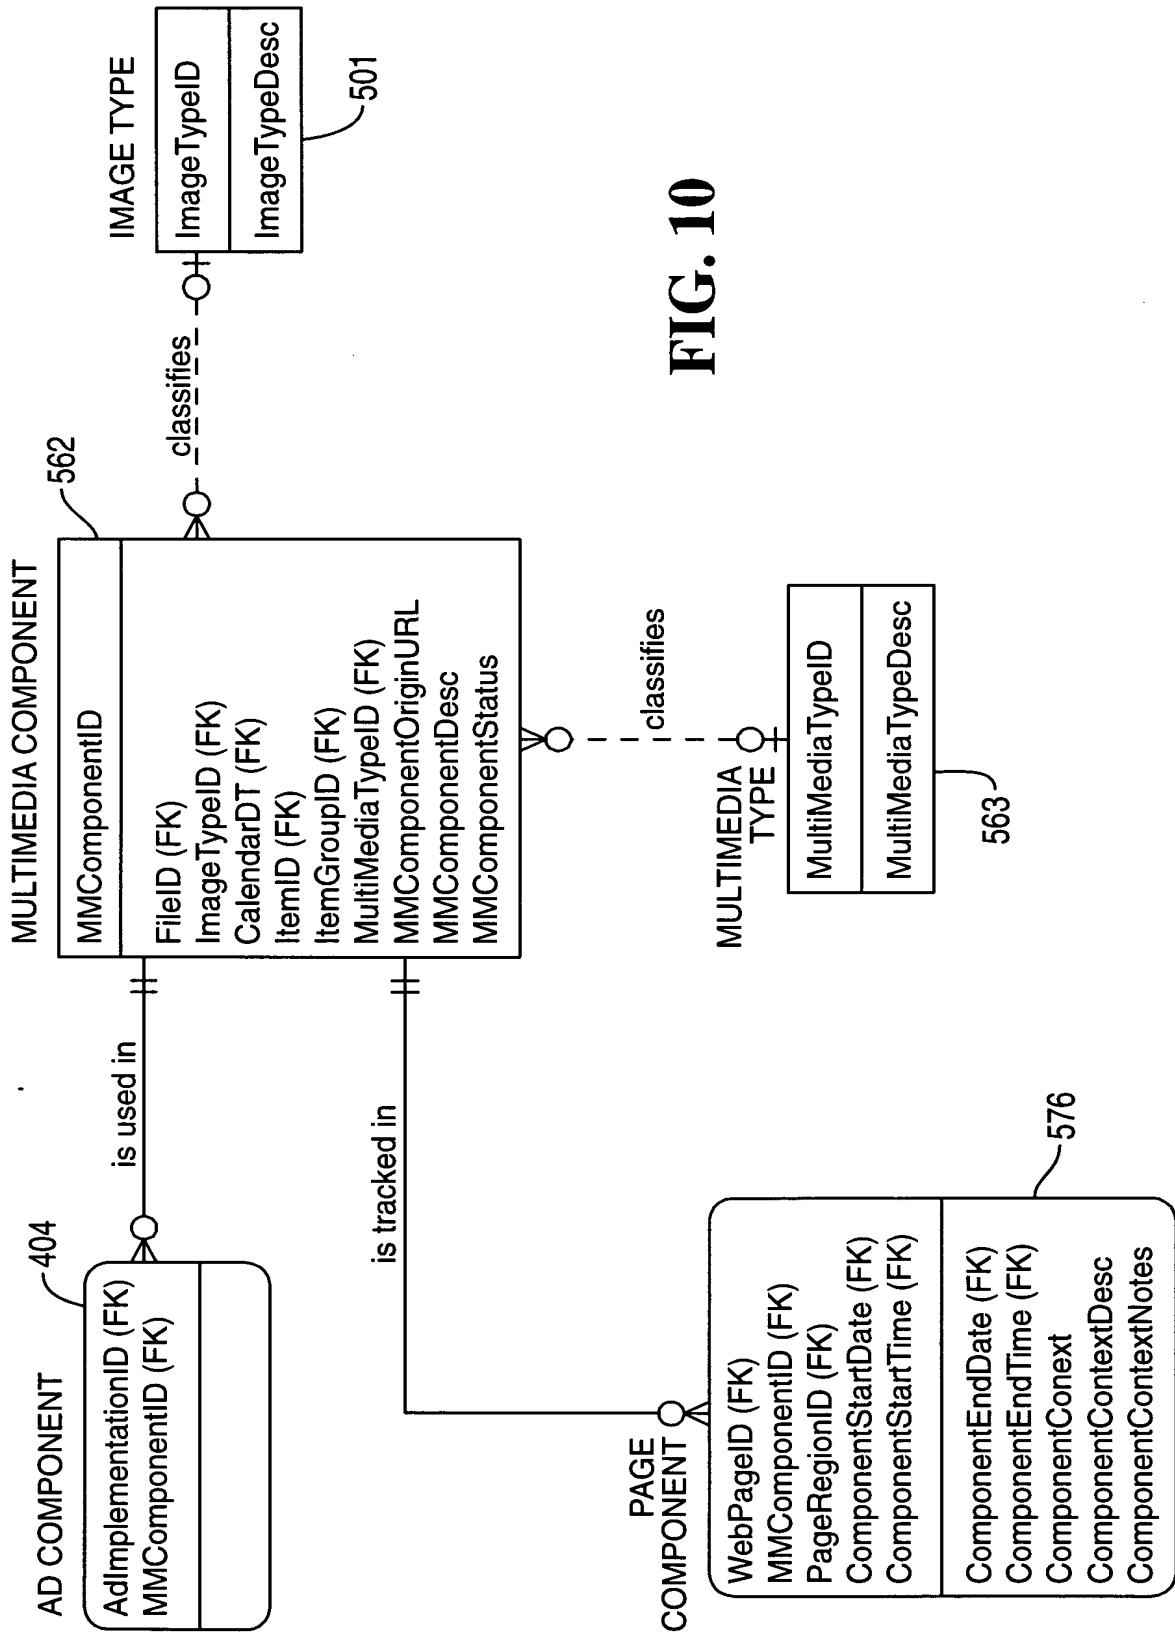 AD COMPONENT
404
AdImplementationID (FK)
MMComponentID (FK)
is used in
MULTIMEDIA COMPONENT
562
MMComponentID
FileID (FK)
ImageTypeID (FK)
CalendarDT (FK)
ItemID (FK)
ItemGroupID (FK)
MultiMediaTypeID (FK)
MMComponentOriginURL
MMComponentDesc
MMComponentStatus
classifies
IMAGE TYPE
ImageTypeID
ImageTypeDesc
501
is tracked in
PAGE
COMPONENT
WebPageID (FK)
MMComponentID (FK)
PageRegionID (FK)
ComponentStartDate (FK)
ComponentStartTime (FK)
ComponentEndDate (FK)
ComponentEndTime (FK)
ComponentConext
ComponentContextDesc
ComponentContextNotes
576
classifies
MULTIMEDIA
TYPE
MultiMediaTypeID
MultiMediaTypeDesc
563
FIG. 10